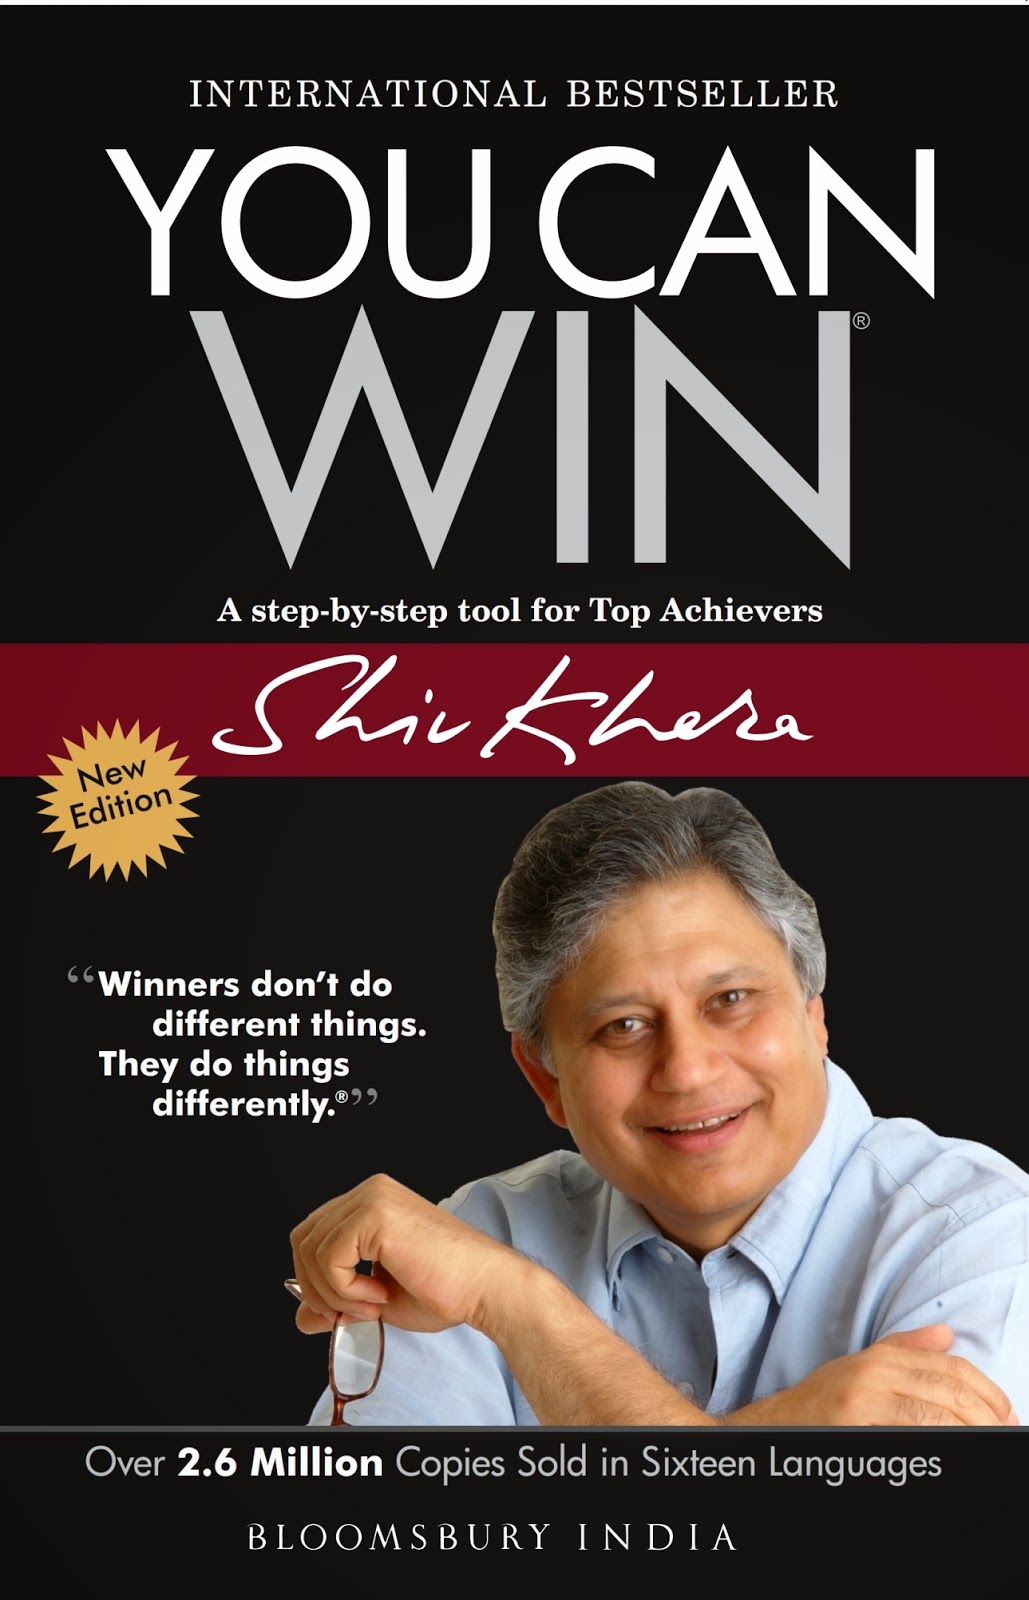 INTERNATIONAL BESTSELLER
YOU CAN
WIN®
A step-by-step tool for Top Achievers
Shiv Khera
New
Edition
“Winners don’t do
different things.
They do things
differently.®”
Over 2.6 Million Copies Sold in Sixteen Languages
BLOOMSBURY INDIA